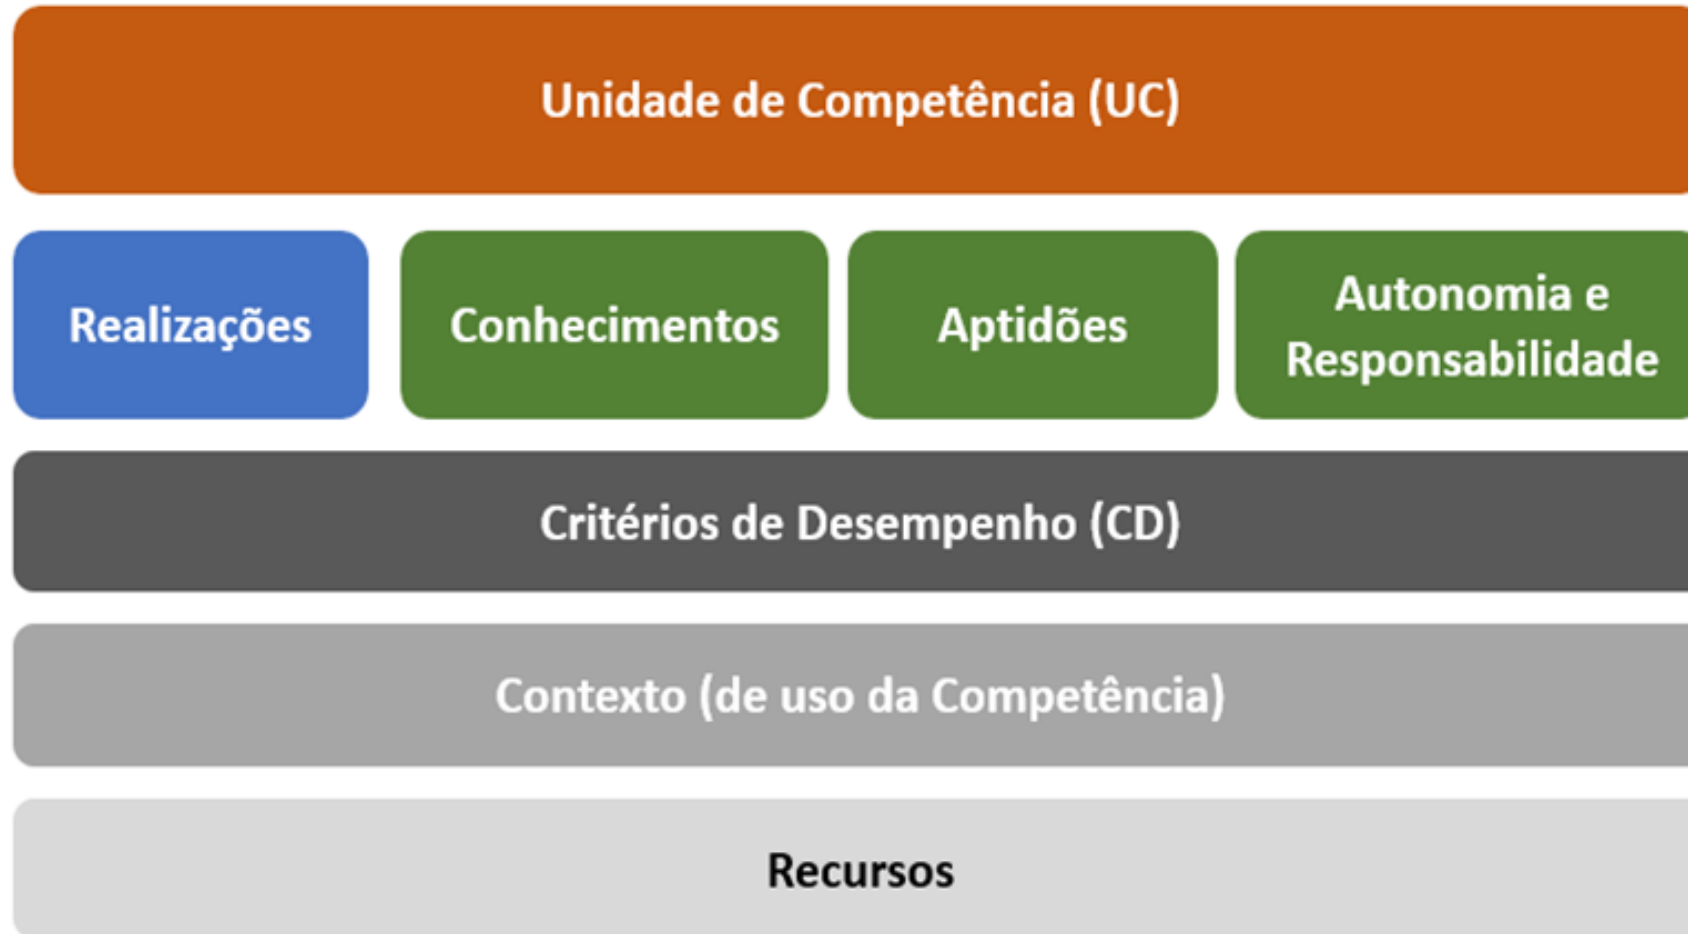 Unidade de Competência (UC)
Realizações
Conhecimentos
Aptidões
Autonomia e
Responsabilidade
Critérios de Desempenho (CD)
Contexto (de uso da Competência)
Recursos